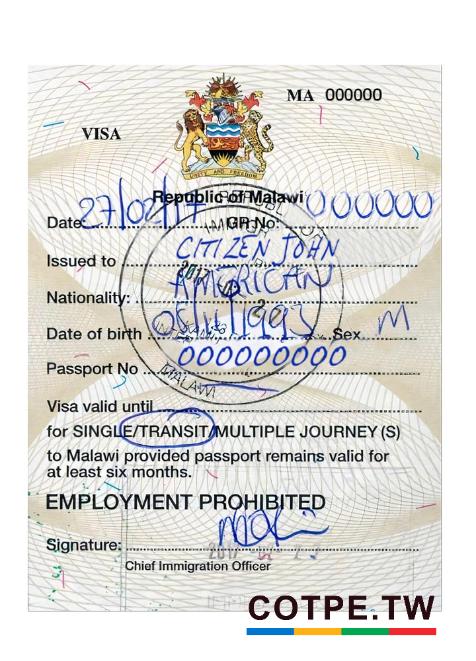 MA 000000
VISA
UNITY AND FREEDOM
Republic of Malawi
Date 27/02/17 GR No. 000000
Issued to CITIZEN JOHN
Nationality: AMERICAN
Date of birth 05/11/1993 Sex M
Passport No 000000000
Visa valid until
for SINGLE/TRANSIT/MULTIPLE JOURNEY (S)
to Malawi provided passport remains valid for
at least six months.
EMPLOYMENT PROHIBITED
Signature:
Chief Immigration Officer
MALAWI
COTPE.TW